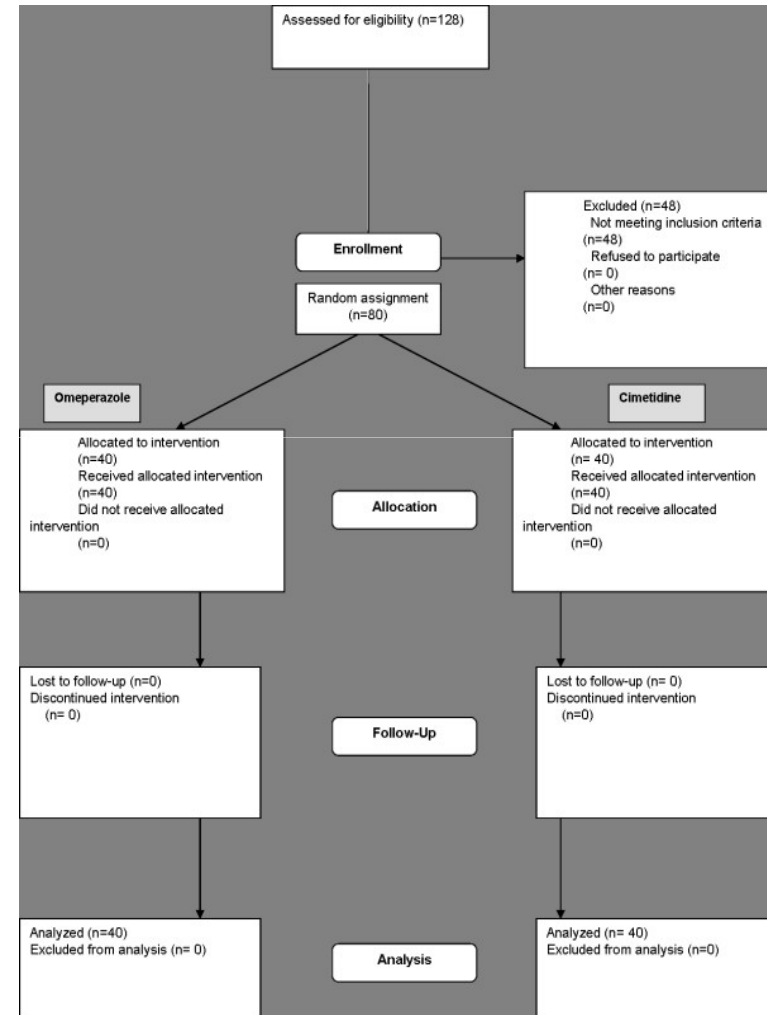 Assessed for eligibility (n=128)
Excluded (n=48)
Not meeting inclusion criteria
(n=48)
Refused to participate
(n= 0)
Other reasons
(n=0)
Enrollment
Random assignment
(n=80)
Omeperazole
Cimetidine
Allocated to intervention
(n=40)
Received allocated intervention
(n=40)
Did not receive allocated
intervention
(n=0)
Allocation
Allocated to intervention
(n= 40)
Received allocated intervention
(n=40)
Did not receive allocated
intervention
(n=0)
Lost to follow-up (n=0)
Discontinued intervention
(n= 0)
Follow-Up
Lost to follow-up (n= 0)
Discontinued intervention
(n=0)
Analyzed (n=40)
Excluded from analysis (n= 0)
Analysis
Analyzed (n= 40)
Excluded from analysis (n=0)